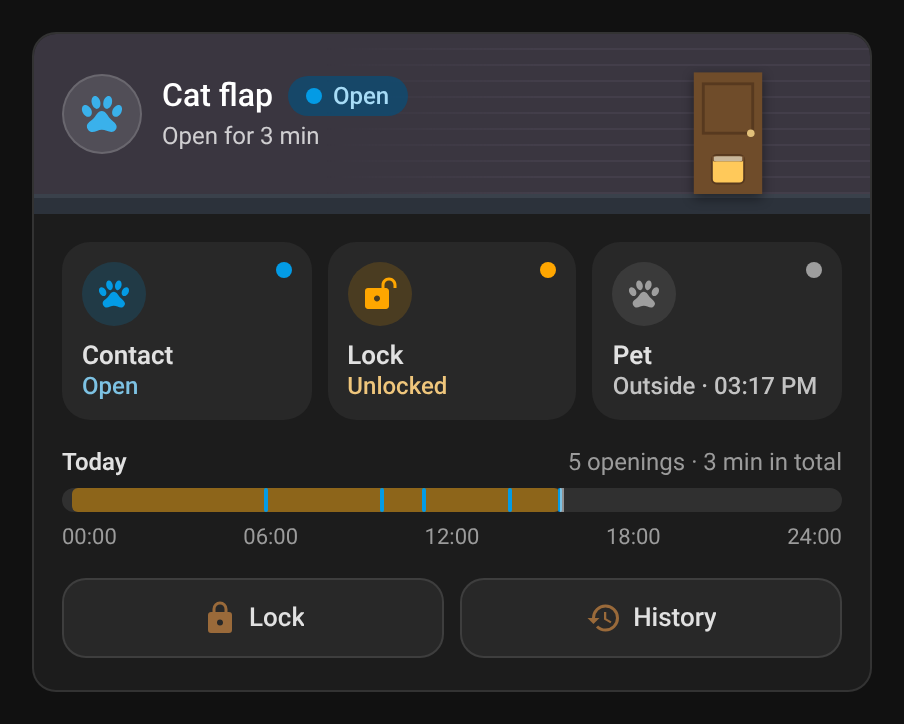 Cat flap
Open
Open for 3 min
Contact
Open
Lock
Unlocked
Pet
Outside · 03:17 PM
Today
5 openings · 3 min in total
00:00 06:00 12:00 18:00 24:00
Lock
History